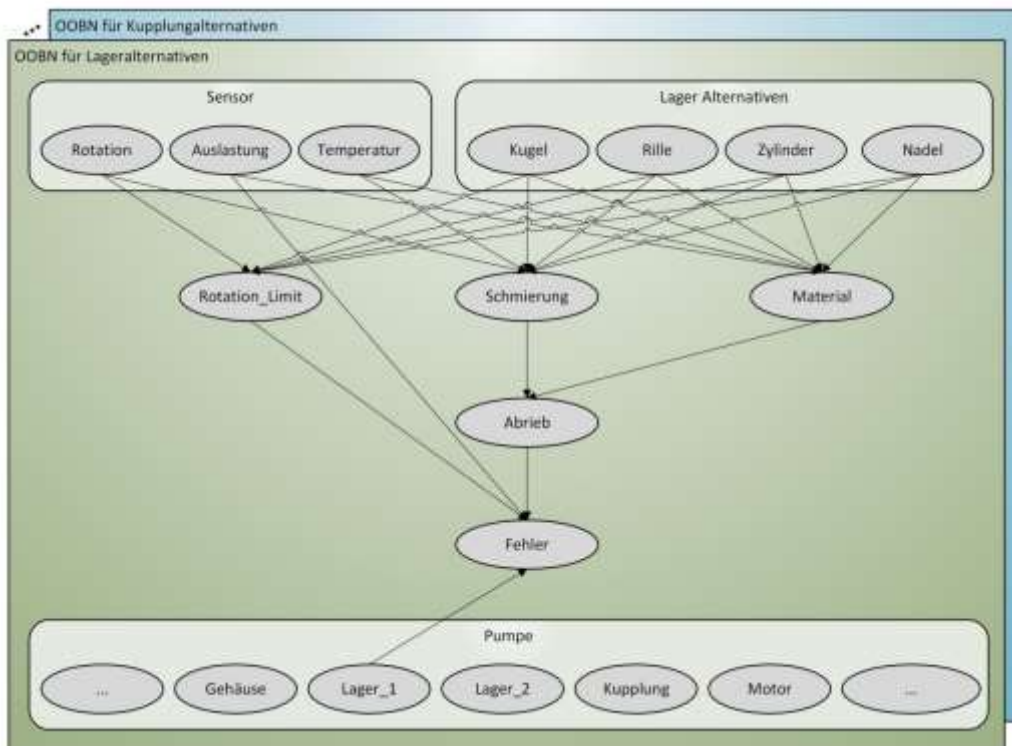 OOBN für Kupplungalternativen
OOBN für Lageralternativen
Sensor
Lager Alternativen
Rotation
Auslastung
Temperatur
Kugel
Rille
Zylinder
Nadel
Rotation_Limit
Schmierung
Material
Abrieb
Fehler
Pumpe
...
Gehäuse
Lager_1
Lager_2
Kupplung
Motor
...